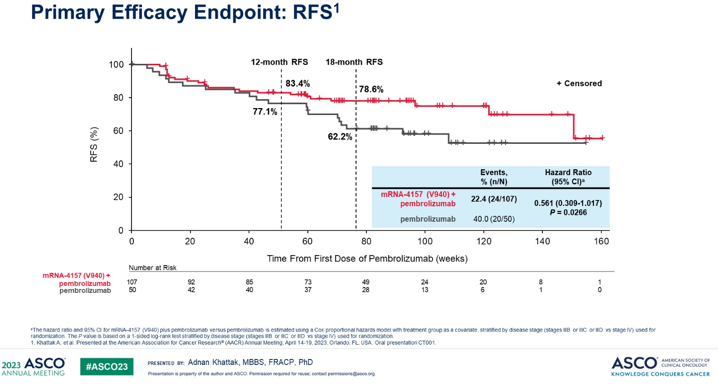 Primary Efficacy Endpoint: RFS1
12-month RFS
18-month RFS
100
80
60
40
20
0
RFS (%)
83.4%
77.1%
78.6%
62.2%
+ Censored
Events,
% (n/N)
Hazard Ratio
(95% CI)a
mRNA-4157 (V940) +
pembrolizumab
22.4 (24/107)
0.561 (0.309-1.017)
P = 0.0266
pembrolizumab
40.0 (20/50)
0 20 40 60 80 100 120 140 160
Time From First Dose of Pembrolizumab (weeks)
Number at Risk
mRNA-4157 (V940) +
pembrolizumab
107 92 85 73 49 24 20 8 1
pembrolizumab
50 42 40 37 28 13 6 1 0
aThe hazard ratio and 95% CI for mRNA-4157 (V940) plus pembrolizumab versus pembrolizumab is estimated using a Cox proportional hazards model with treatment group as a covariate, stratified by disease stage (stages IIIB or IIIC or IIID vs stage IV) used for
randomization. The P value is based on a 1-sided log-rank test stratified by disease stage (stages IIIB or IIIC or IIID vs stage IV) used for randomization.
1. Khattak A, et al. Presented at the American Association for Cancer Research® (AACR) Annual Meeting, April 14-19, 2023; Orlando, FL, USA. Oral presentation CT001.
2023 ASCO
ANNUAL MEETING
#ASCO23
PRESENTED BY: Adnan Khattak, MBBS, FRACP, PhD
Presentation is property of the author and ASCO. Permission required for reuse; contact permissions@asco.org.
ASCO AMERICAN SOCIETY OF
CLINICAL ONCOLOGY
KNOWLEDGE CONQUERS CANCER